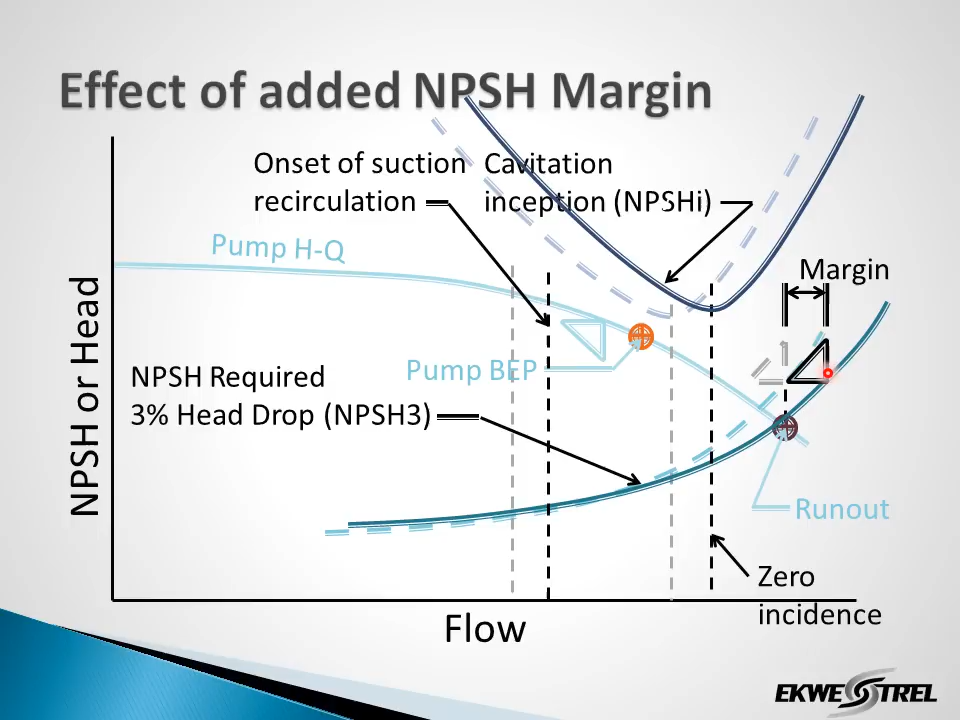 Effect of added NPSH Margin
Onset of suction
recirculation
Cavitation
inception (NPSHi)
Pump H-Q
Margin
NPSH or Head
Pump BEP
NPSH Required
3% Head Drop (NPSH3)
Runout
Zero
incidence
Flow
EKWESTREL